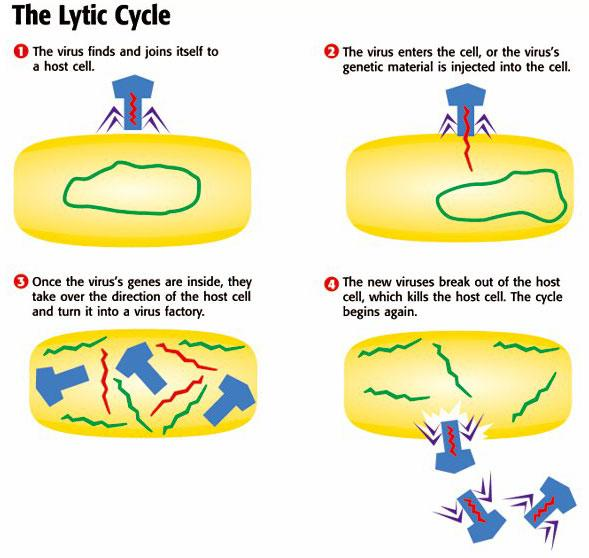 The Lytic Cycle
1 The virus finds and joins itself to
a host cell.
2 The virus enters the cell, or the virus's
genetic material is injected into the cell.
3 Once the virus's genes are inside, they
take over the direction of the host cell
and turn it into a virus factory.
4 The new viruses break out of the host
cell, which kills the host cell. The cycle
begins again.